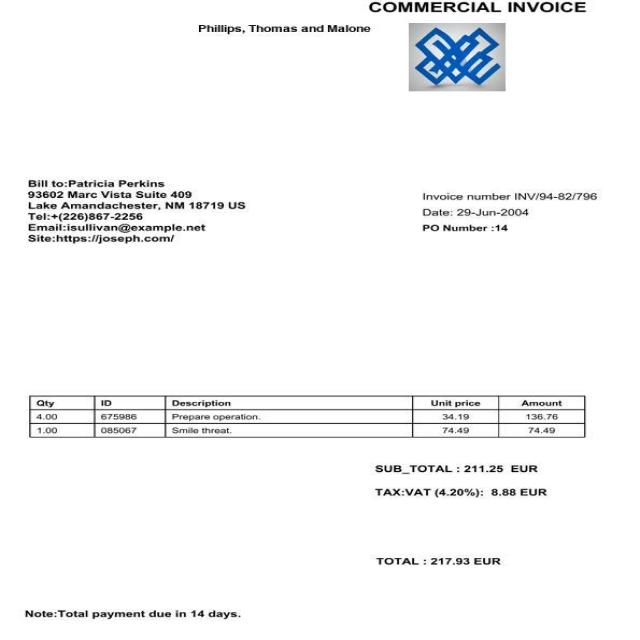 COMMERCIAL INVOICE
Phillips, Thomas and Malone
Bill to:Patricia Perkins
93602 Marc Vista Suite 409
Lake Amandachester, NM 18719 US
Tel:+(226)867-2256
Email:isullivan@example.net
Site:https://joseph.com/
Invoice number INV/94-82/796
Date: 29-Jun-2004
PO Number :14
Qty ID Description Unit price Amount
4.00 675986 Prepare operation. 34.19 136.76
1.00 085067 Smile threat. 74.49 74.49
SUB_TOTAL : 211.25 EUR
TAX:VAT (4.20%): 8.88 EUR
TOTAL : 217.93 EUR
Note:Total payment due in 14 days.